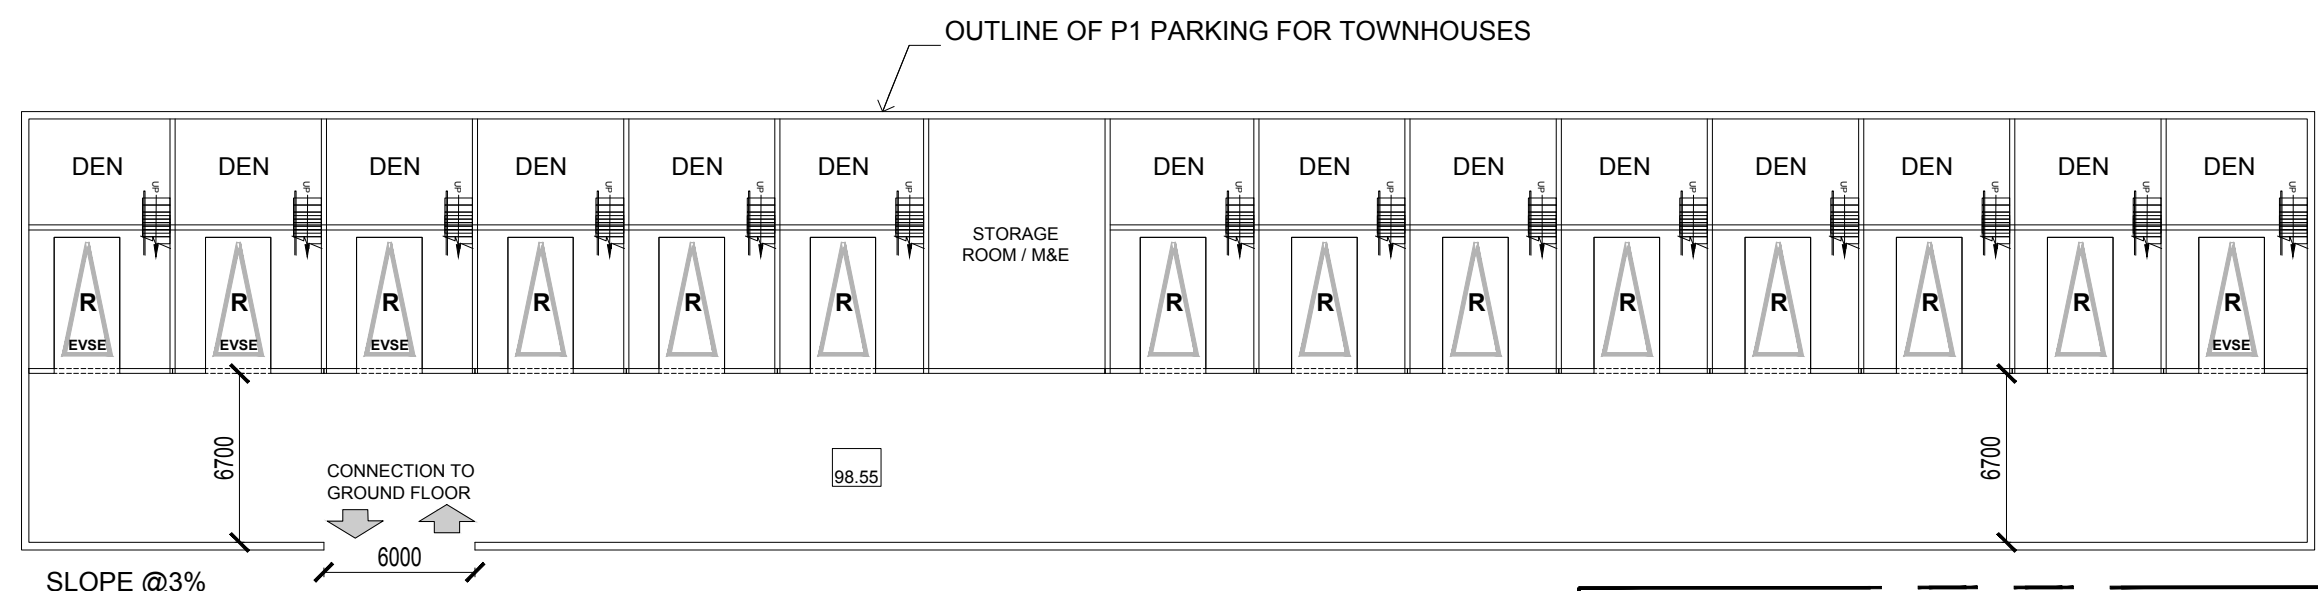 OUTLINE OF P1 PARKING FOR TOWNHOUSES
DEN DEN DEN DEN DEN DEN DEN DEN DEN DEN DEN DEN DEN DEN
UP UP UP UP UP UP UP UP UP UP UP UP UP UP
STORAGE
ROOM / M&E
R R R R R R R R R R R R R R
EVSE EVSE EVSE EVSE
6700
CONNECTION TO
GROUND FLOOR
98.55
6700
6000
SLOPE @3%